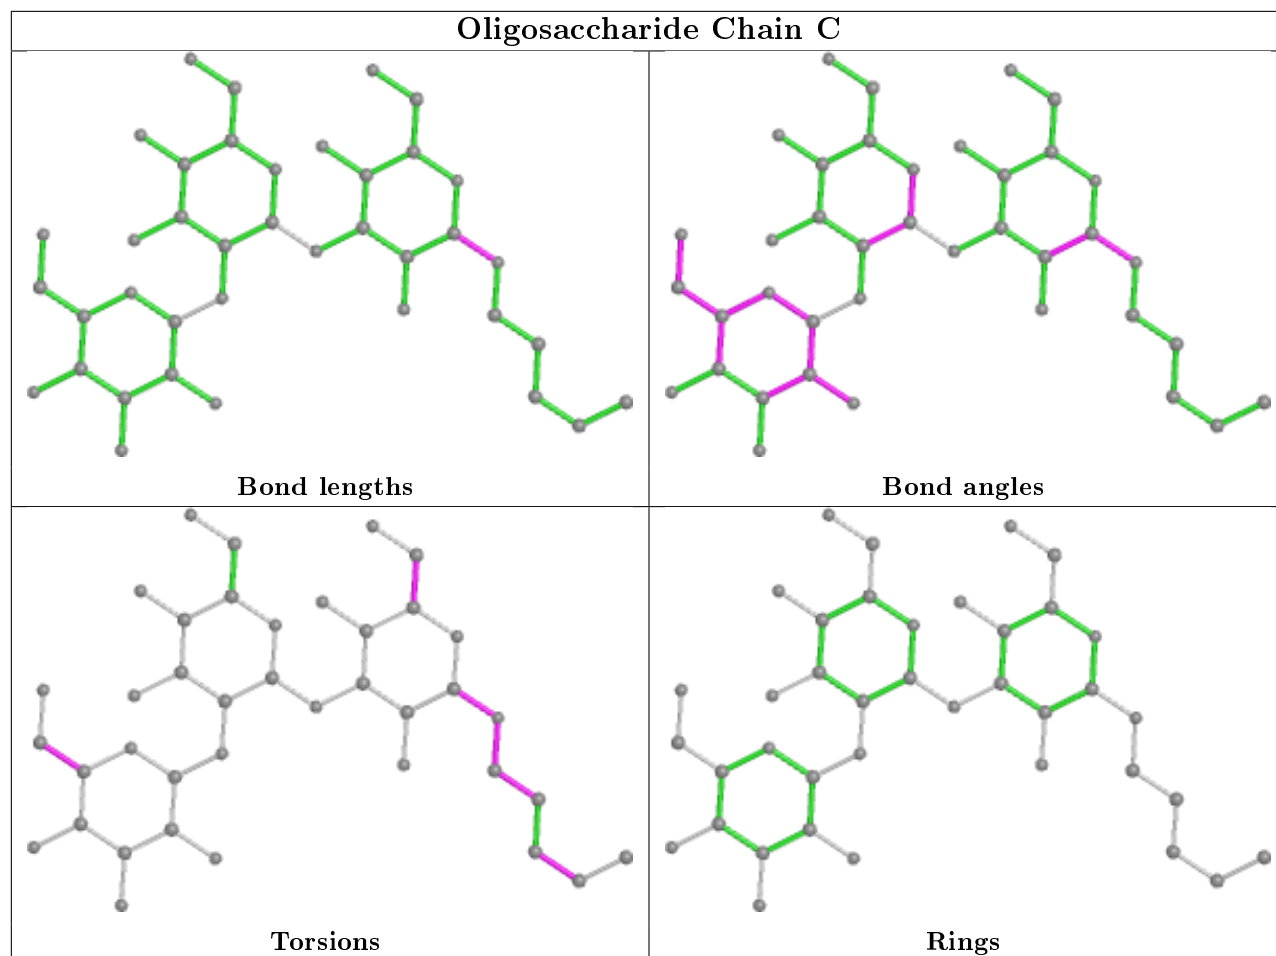 Oligosaccharide Chain C
Bond lengths
Bond angles
Torsions
Rings